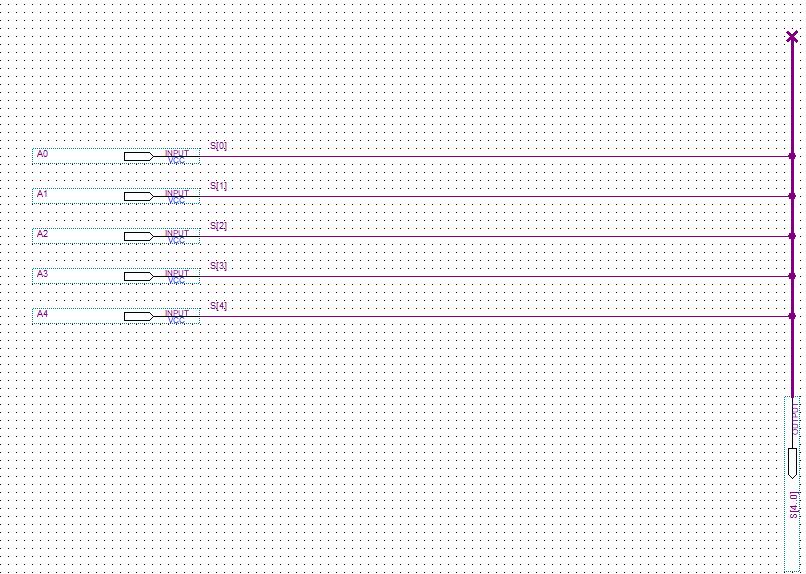 S[0]
A0 INPUT
VCC
S[1]
A1 INPUT
VCC
S[2]
A2 INPUT
VCC
S[3]
A3 INPUT
VCC
S[4]
A4 INPUT
VCC
OUTPUT
S[4..0]